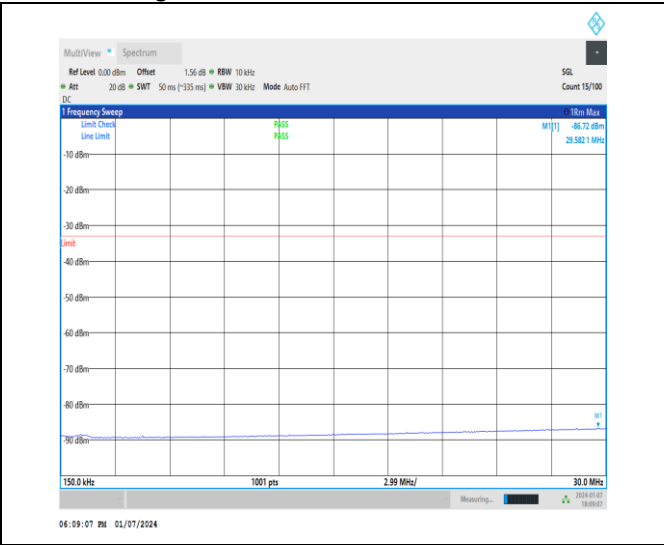 MultiView Spectrum
Ref Level 0.00 dBm Offset 1.56 dB RBW 10 kHz SGL
Att 20 dB SWT 50 ms (~335 ms) VBW 30 kHz Mode Auto FFT Count 15/100
DC
1 Frequency Sweep 1Rm Max
Limit Check PASS M1[1] -86.72 dBm
Line Limit PASS 29.582 1 MHz
-10 dBm
-20 dBm
-30 dBm
Limit
-40 dBm
-50 dBm
-60 dBm
-70 dBm
-80 dBm
M1
-90 dBm
150.0 kHz 1001 pts 2.99 MHz/ 30.0 MHz
Measuring... 2024-01-07
18:09:07
06:09:07 PM 01/07/2024